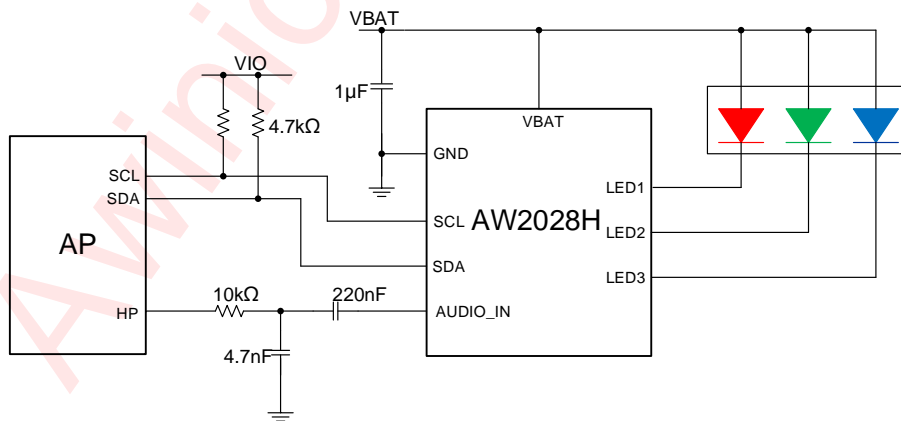 VBAT
VIO
1µF
4.7kΩ
VBAT
GND
SCL
SDA
LED1
SCL
AW2028H
LED2
AP
SDA
LED3
10kΩ
220nF
HP
AUDIO_IN
4.7nF
Awinic